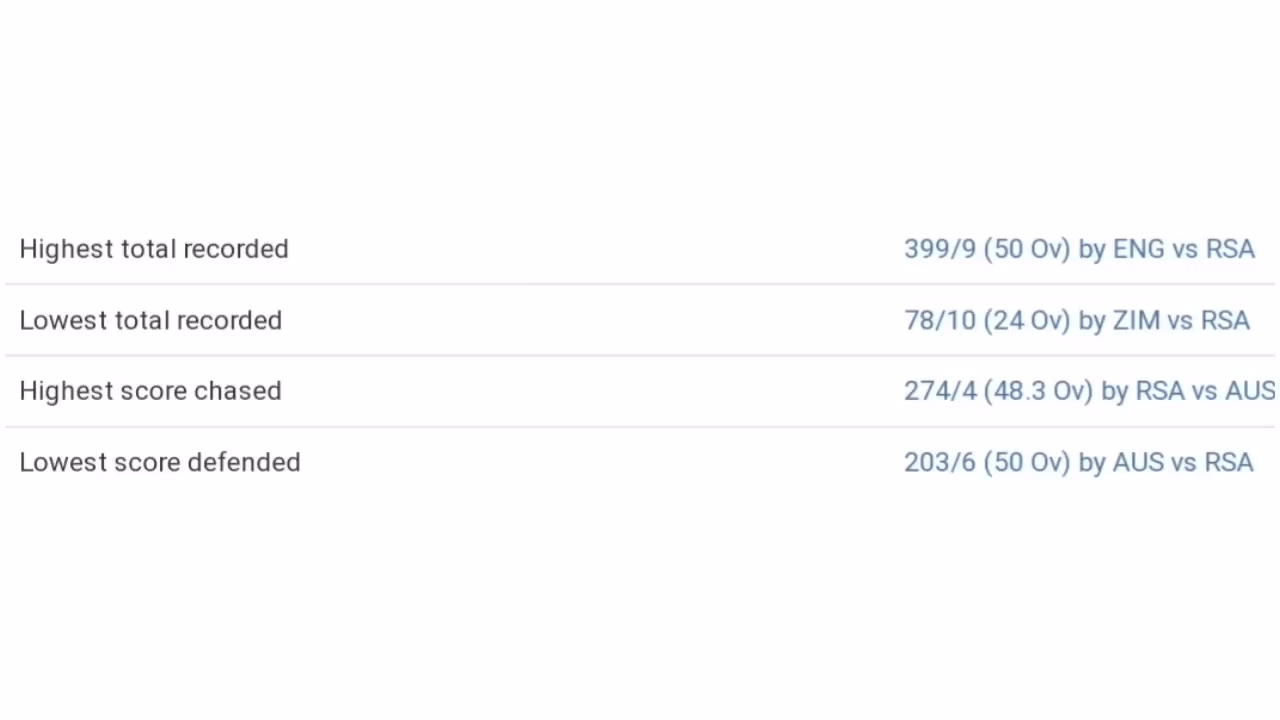 Highest total recorded 399/9 (50 Ov) by ENG vs RSA
Lowest total recorded 78/10 (24 Ov) by ZIM vs RSA
Highest score chased 274/4 (48.3 Ov) by RSA vs AUS
Lowest score defended 203/6 (50 Ov) by AUS vs RSA